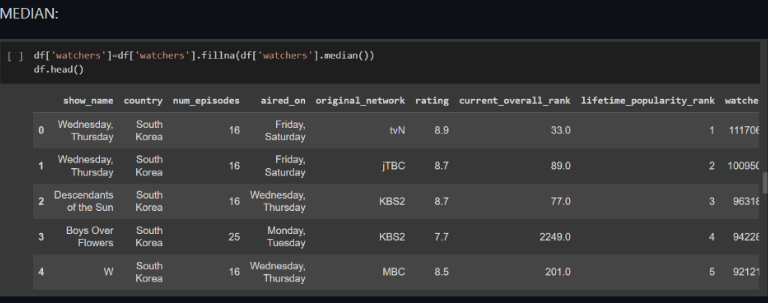 MEDIAN:
[ ] df['watchers']=df['watchers'].fillna(df['watchers'].median())
df.head()
show_name country num_episodes aired_on original_network rating current_overall_rank lifetime_popularity_rank watche
0 Wednesday, Thursday South Korea 16 Friday, Saturday tvN 8.9 33.0 1 111706
1 Wednesday, Thursday South Korea 16 Friday, Saturday jTBC 8.7 89.0 2 100950
2 Descendants of the Sun South Korea 16 Wednesday, Thursday KBS2 8.7 77.0 3 96318
3 Boys Over Flowers South Korea 25 Monday, Tuesday KBS2 7.7 2249.0 4 94228
4 W South Korea 16 Wednesday, Thursday MBC 8.5 201.0 5 92121